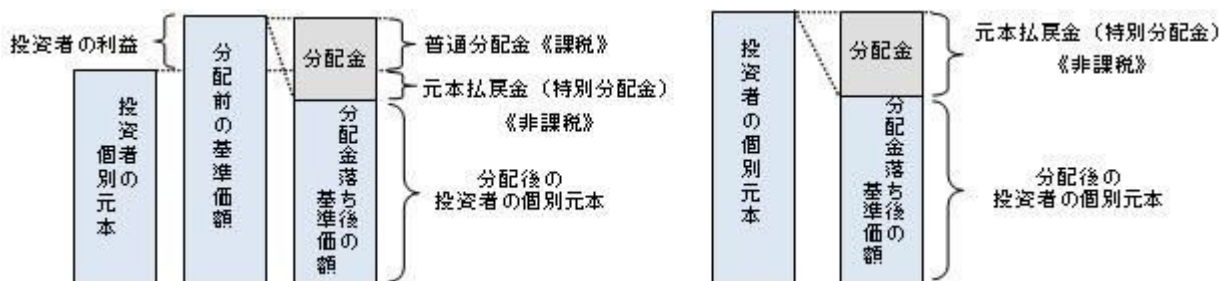 投資者の利益
投資者の
個別元本
分配前の基準価額
分配金
分配金落ち後の
基準価額
普通分配金《課税》
元本払戻金（特別分配金）
《非課税》
分配後の
投資者の個別元本
投資者の個別元本
分配金
分配金落ち後の
基準価額
元本払戻金（特別分配金）
《非課税》
分配後の
投資者の個別元本